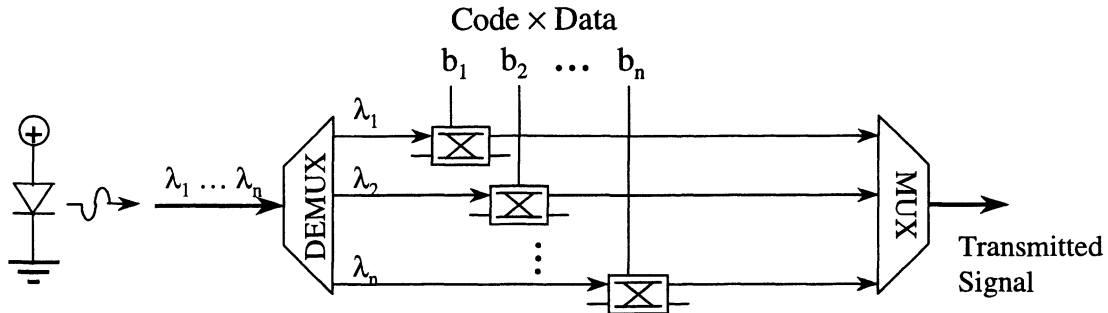 Code × Data
b₁ b₂ ... bₙ
λ₁
λ₁ ... λₙ
DEMUX
λ₂
λₙ
MUX
Transmitted
Signal